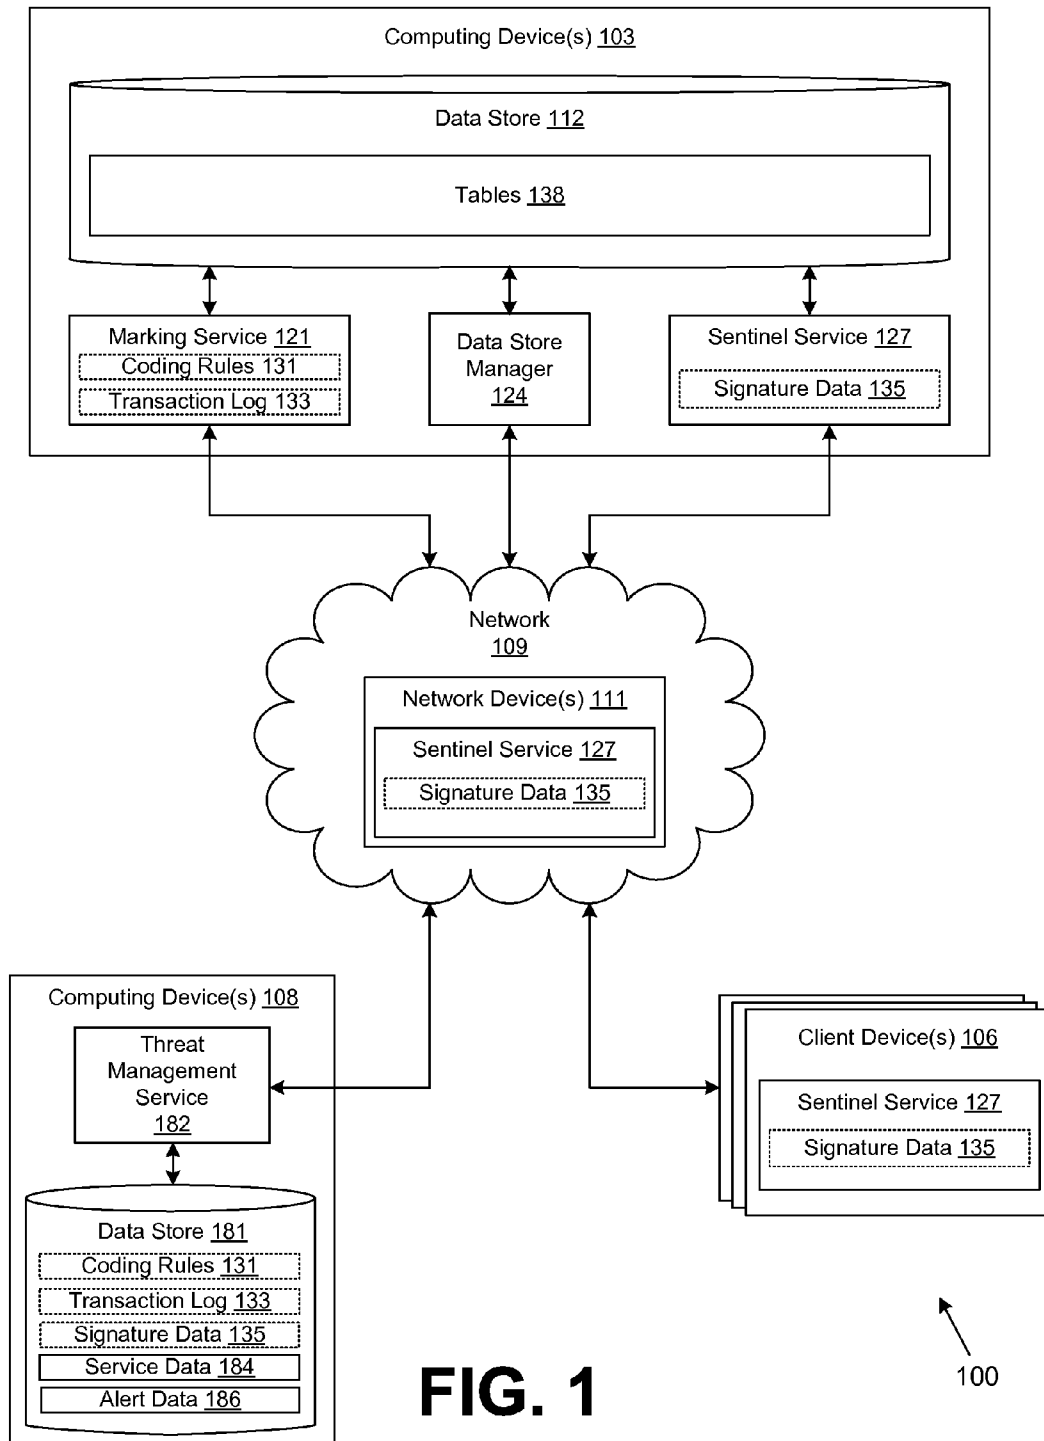 Computing Device(s) 103
Data Store 112
Tables 138
Marking Service 121
Coding Rules 131
Transaction Log 133
Data Store
Manager
124
Sentinel Service 127
Signature Data 135
Network
109
Network Device(s) 111
Sentinel Service 127
Signature Data 135
Computing Device(s) 108
Threat
Management
Service
182
Data Store 181
Coding Rules 131
Transaction Log 133
Signature Data 135
Service Data 184
Alert Data 186
Client Device(s) 106
Sentinel Service 127
Signature Data 135
100
FIG. 1